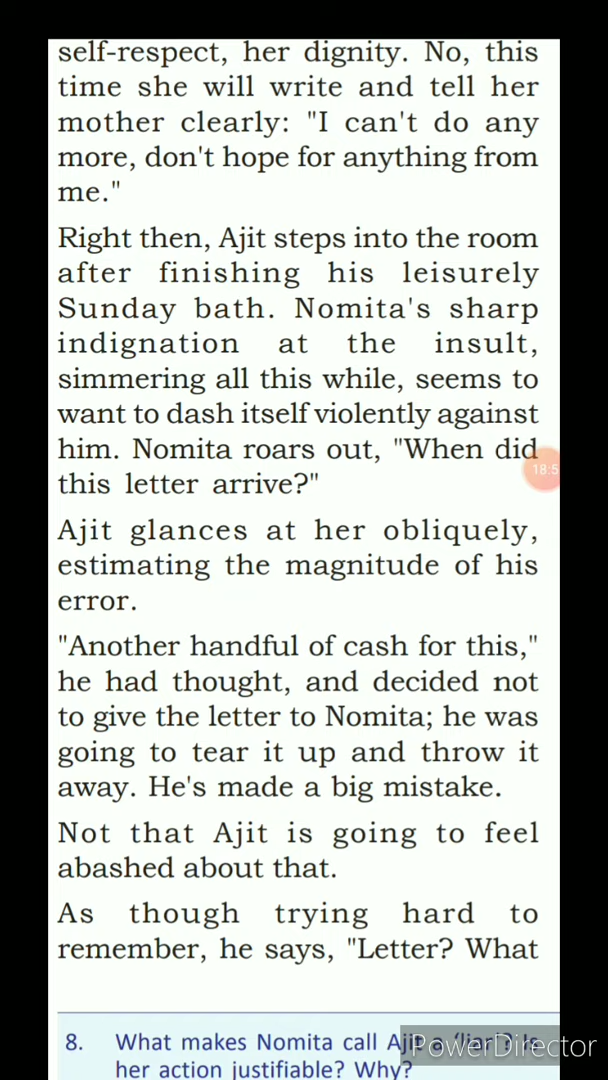 self-respect, her dignity. No, this
time she will write and tell her
mother clearly: "I can't do any
more, don't hope for anything from
me."
Right then, Ajit steps into the room
after finishing his leisurely
Sunday bath. Nomita's sharp
indignation at the insult,
simmering all this while, seems to
want to dash itself violently against
him. Nomita roars out, "When did
this letter arrive?"
18:5
Ajit glances at her obliquely,
estimating the magnitude of his
error.
"Another handful of cash for this,"
he had thought, and decided not
to give the letter to Nomita; he was
going to tear it up and throw it
away. He's made a big mistake.
Not that Ajit is going to feel
abashed about that.
As though trying hard to
remember, he says, "Letter? What
8. What makes Nomita call Ajit a 'liar'? Is
her action justifiable? Why?
PowerDirector